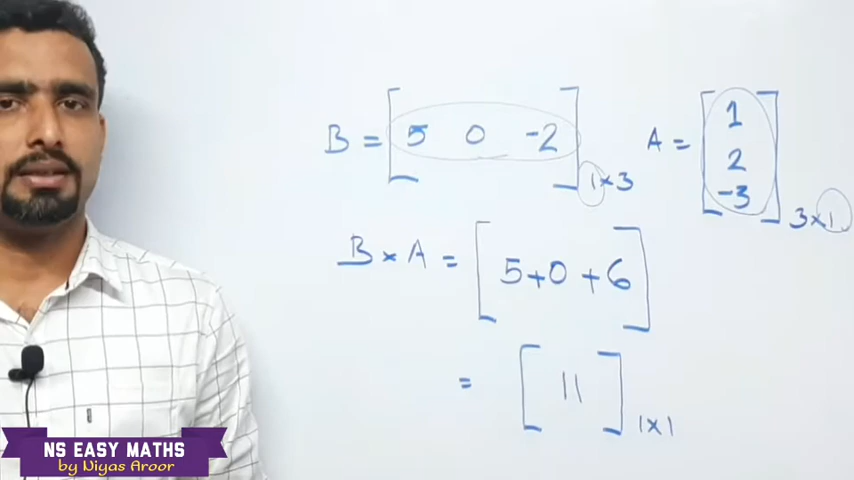 B = [ 5 0 -2 ] 1×3 A = [ 1
2
-3 ] 3×1
B × A = [ 5+0+6 ]
= [ 11 ] 1×1
NS EASY MATHS
by Niyas Aroor